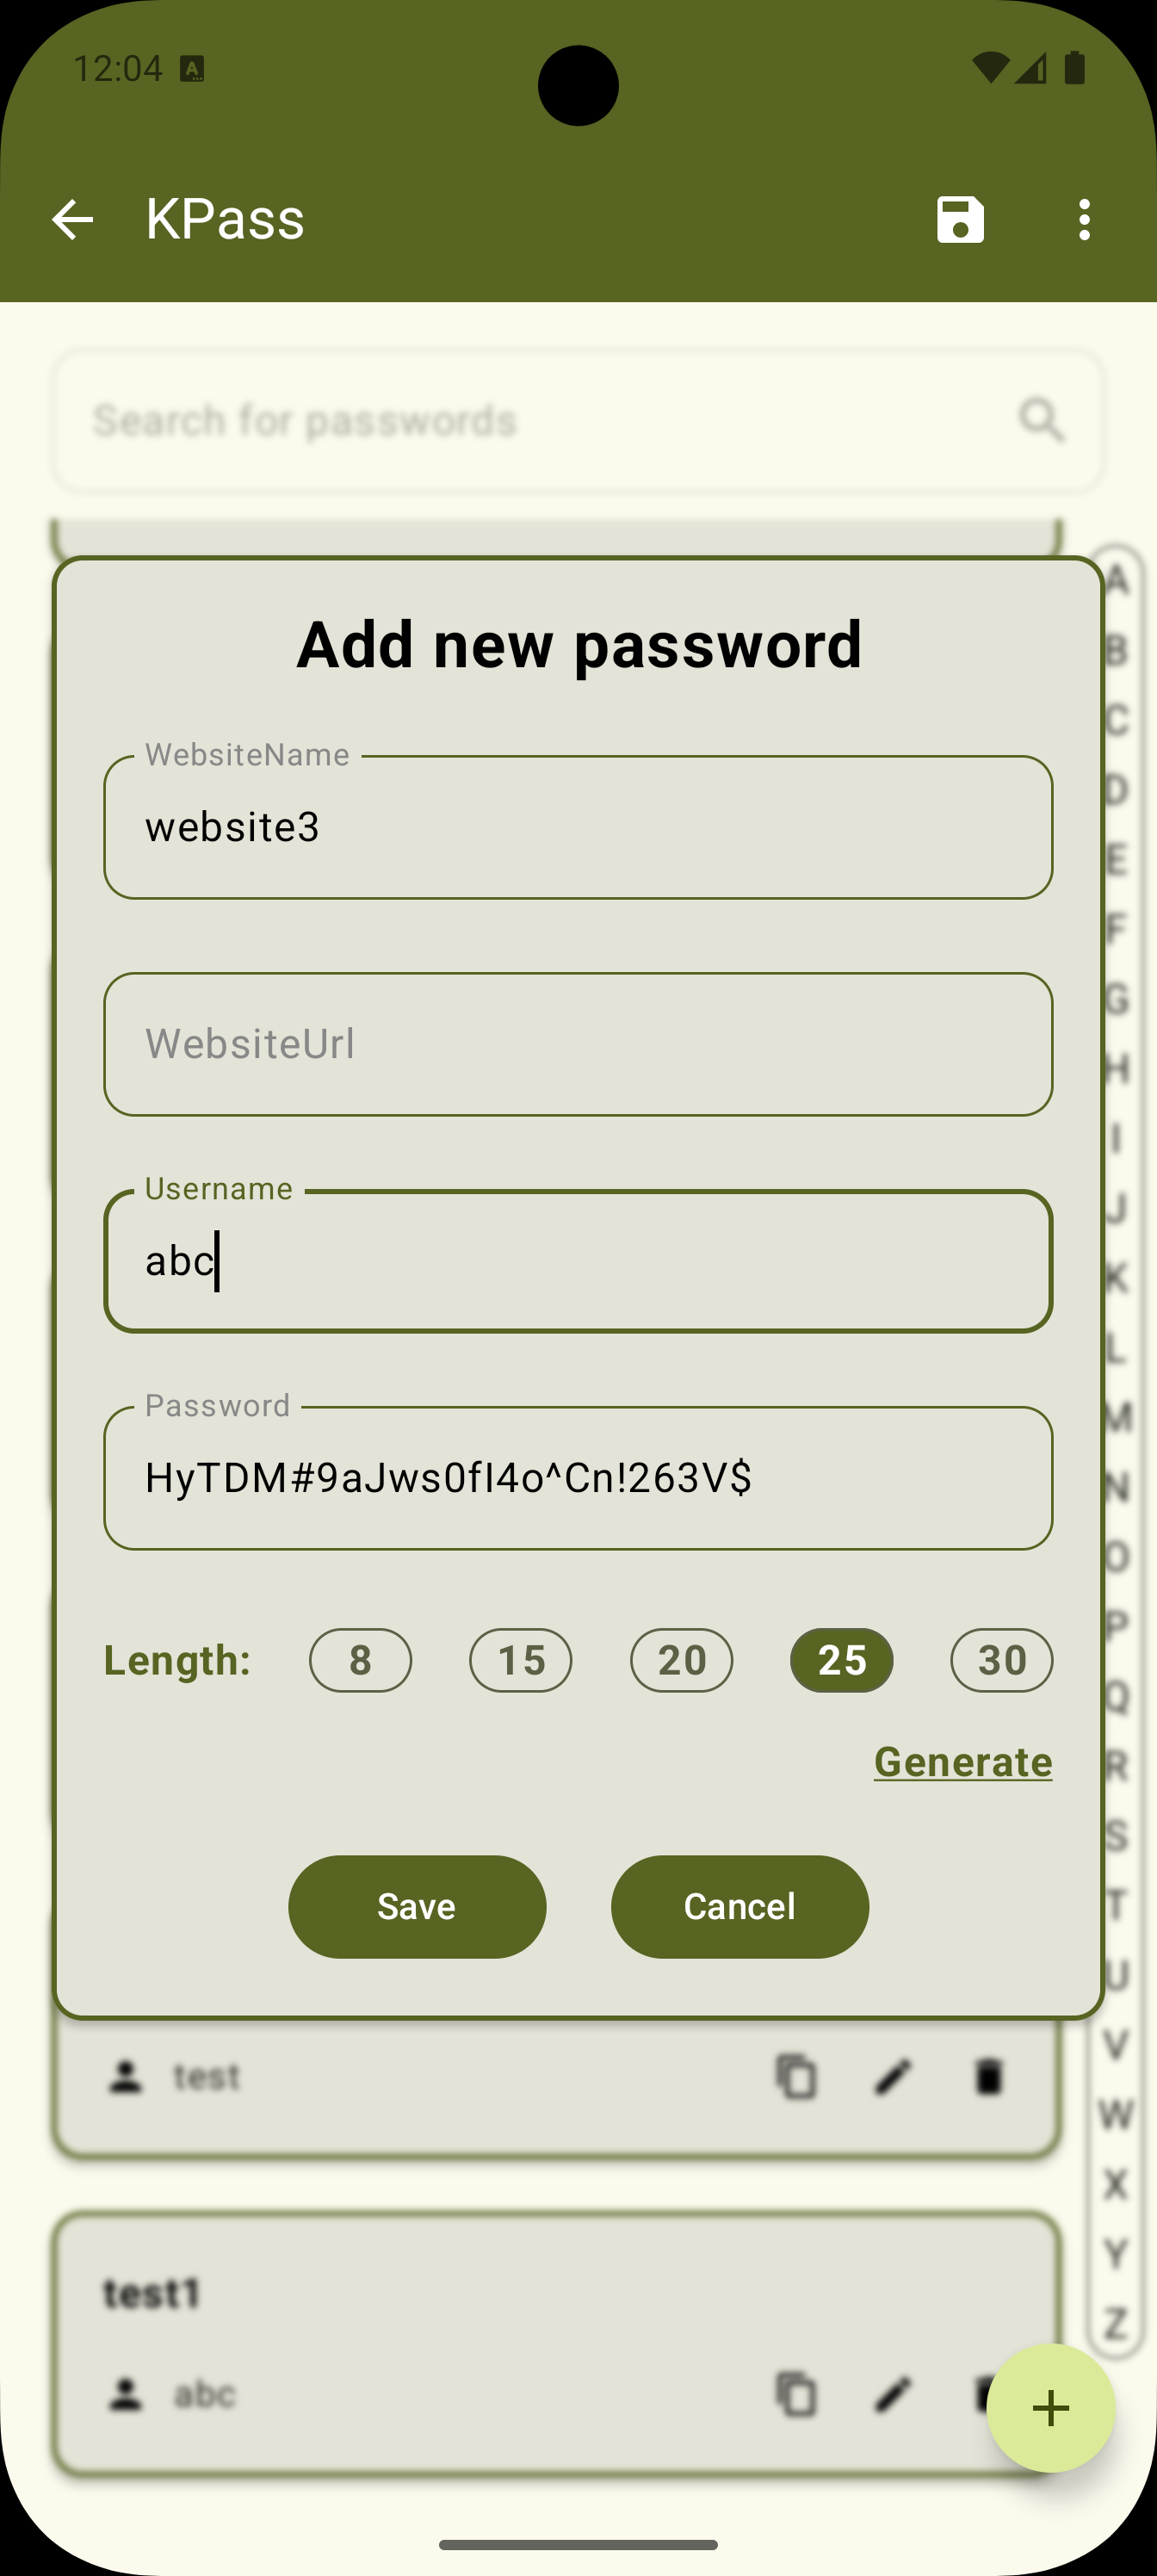 12:04
KPass
Search for passwords
Add new password
WebsiteName
website3
WebsiteUrl
Username
abc
Password
HyTDM#9aJws0fI4o^Cn!263V$
Length: 8 15 20 25 30
Generate
Save Cancel
test
test1
abc
A
B
C
D
E
F
G
H
I
J
K
L
M
N
O
P
Q
R
S
T
U
V
W
X
Y
Z